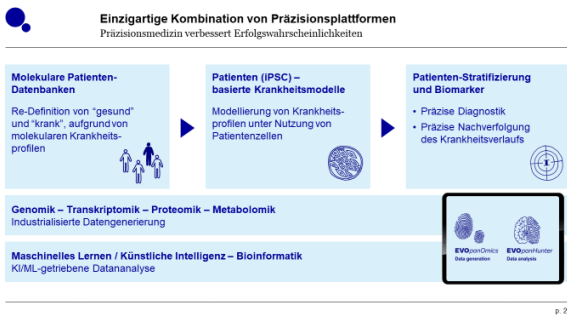 Einzigartige Kombination von Präzisionsplattformen
Präzisionsmedizin verbessert Erfolgswahrscheinlichkeiten
Molekulare Patienten-
Datenbanken
Re-Definition von “gesund”
und “krank”, aufgrund von
molekularen Krankheits-
profilen
Patienten (iPSC) –
basierte Krankheitsmodelle
Modellierung von Krankheits-
profilen unter Nutzung von
Patientenzellen
Patienten-Stratifizierung
und Biomarker
• Präzise Diagnostik
• Präzise Nachverfolgung
des Krankheitsverlaufs
Genomik – Transkriptomik – Proteomik – Metabolomik
Industrialisierte Datengenerierung
Maschinelles Lernen / Künstliche Intelligenz – Bioinformatik
KI/ML-getriebene Datananalyse
EVOpanOmics
Data generation
EVOpanHunter
Data analysis
p. 2